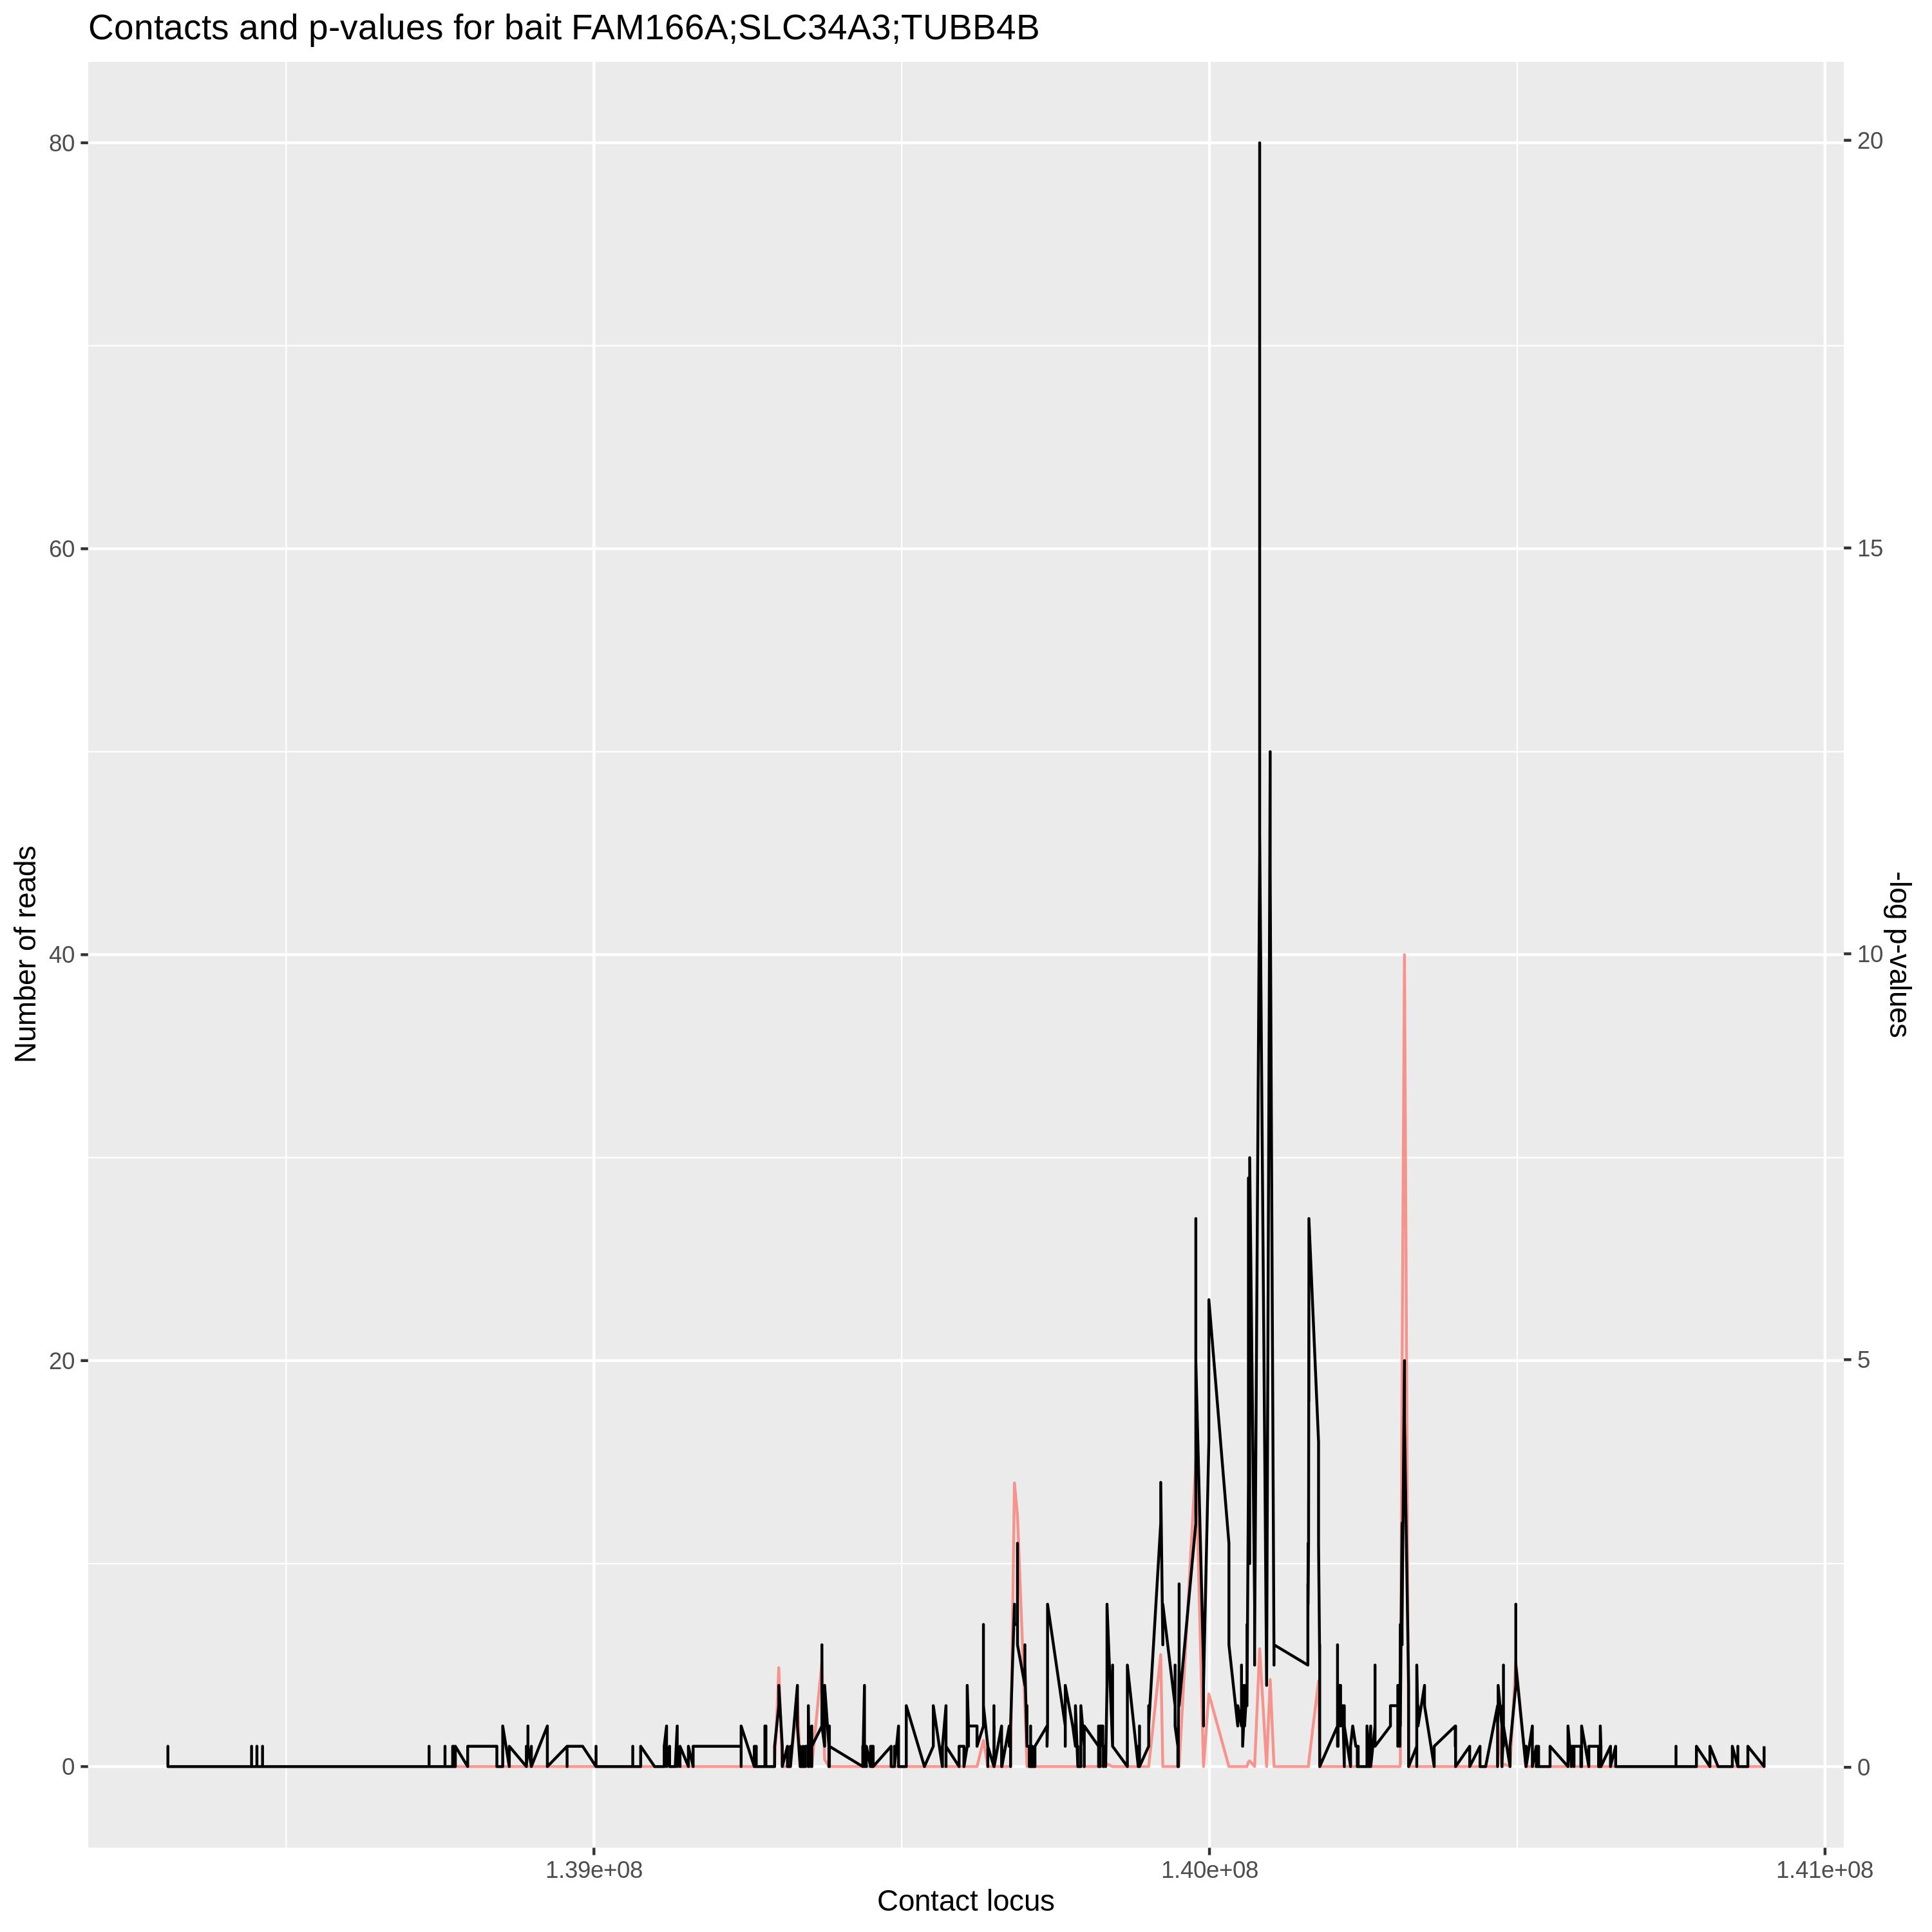 Contacts and p-values for bait FAM166A;SLC34A3;TUBB4B
80
60
40
20
0
Number of reads
20
15
10
5
0
-log p-values
1.39e+08
1.40e+08
1.41e+08
Contact locus